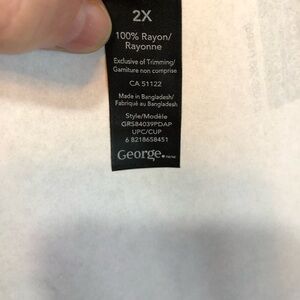 2X
100% Rayon/
Rayonne
Exclusive of Trimming/
Garniture non comprise
CA 51122
Made in Bangladesh/
Fabriqué au Bangladesh
Style/Modèle
GRS84039PDAP
UPC/CUP
6 8218658451
George